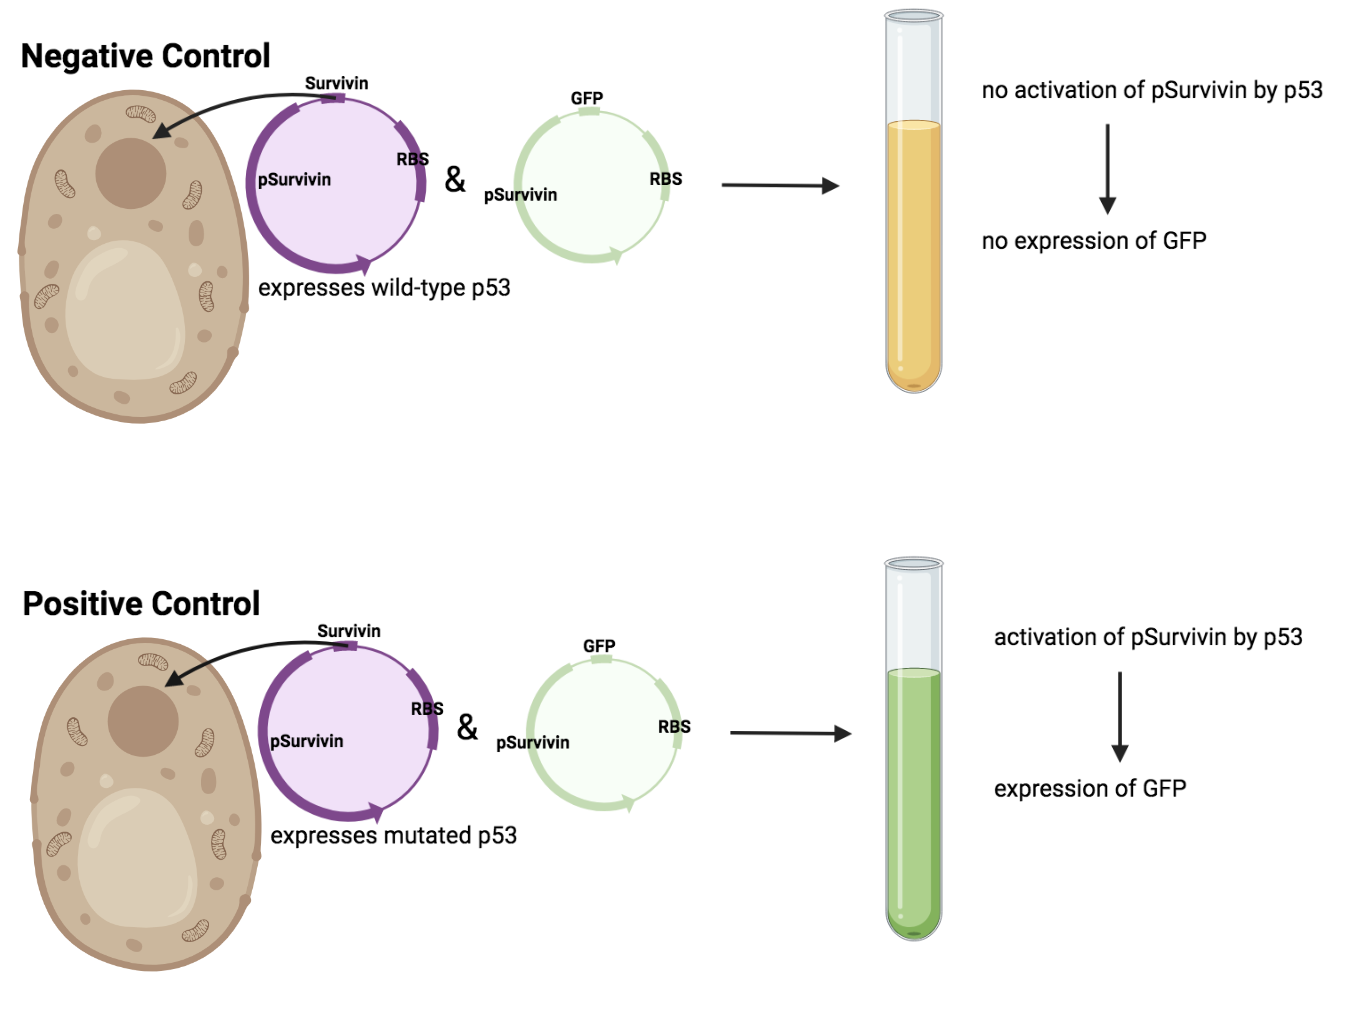 Negative Control
Survivin
GFP
RBS
pSurvivin
&
RBS
pSurvivin
expresses wild-type p53
no activation of pSurvivin by p53
no expression of GFP
Positive Control
Survivin
GFP
RBS
pSurvivin
&
RBS
pSurvivin
expresses mutated p53
activation of pSurvivin by p53
expression of GFP